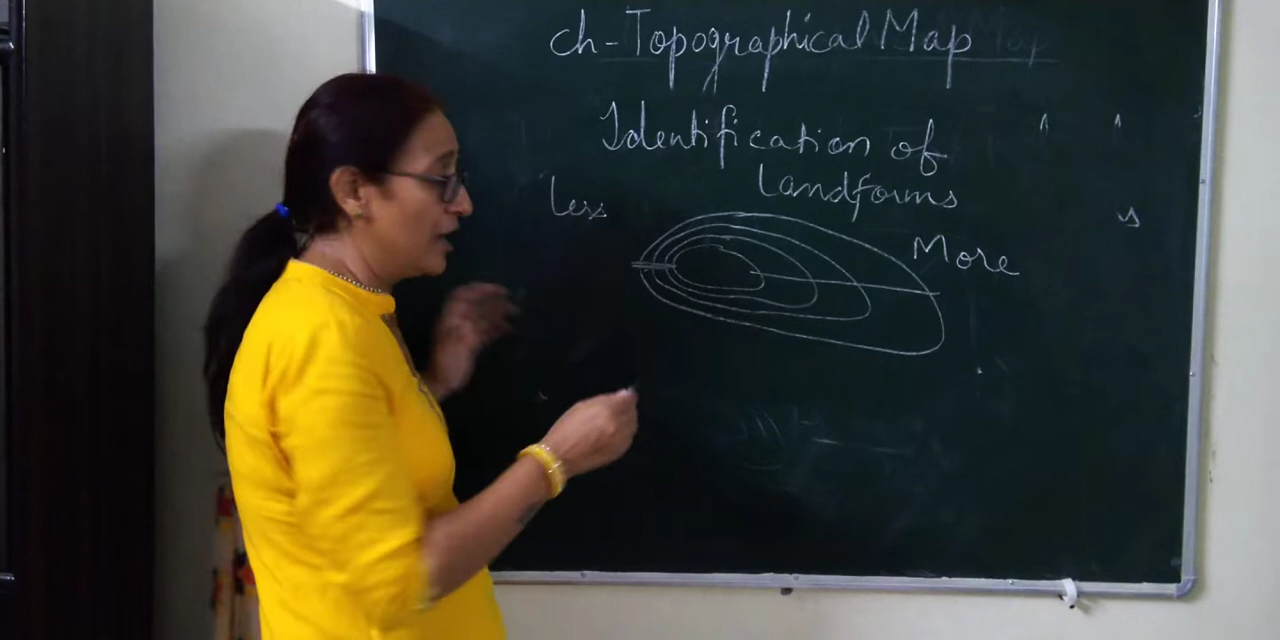 ch-Topographical Map
Identification of
Landforms
Less
More